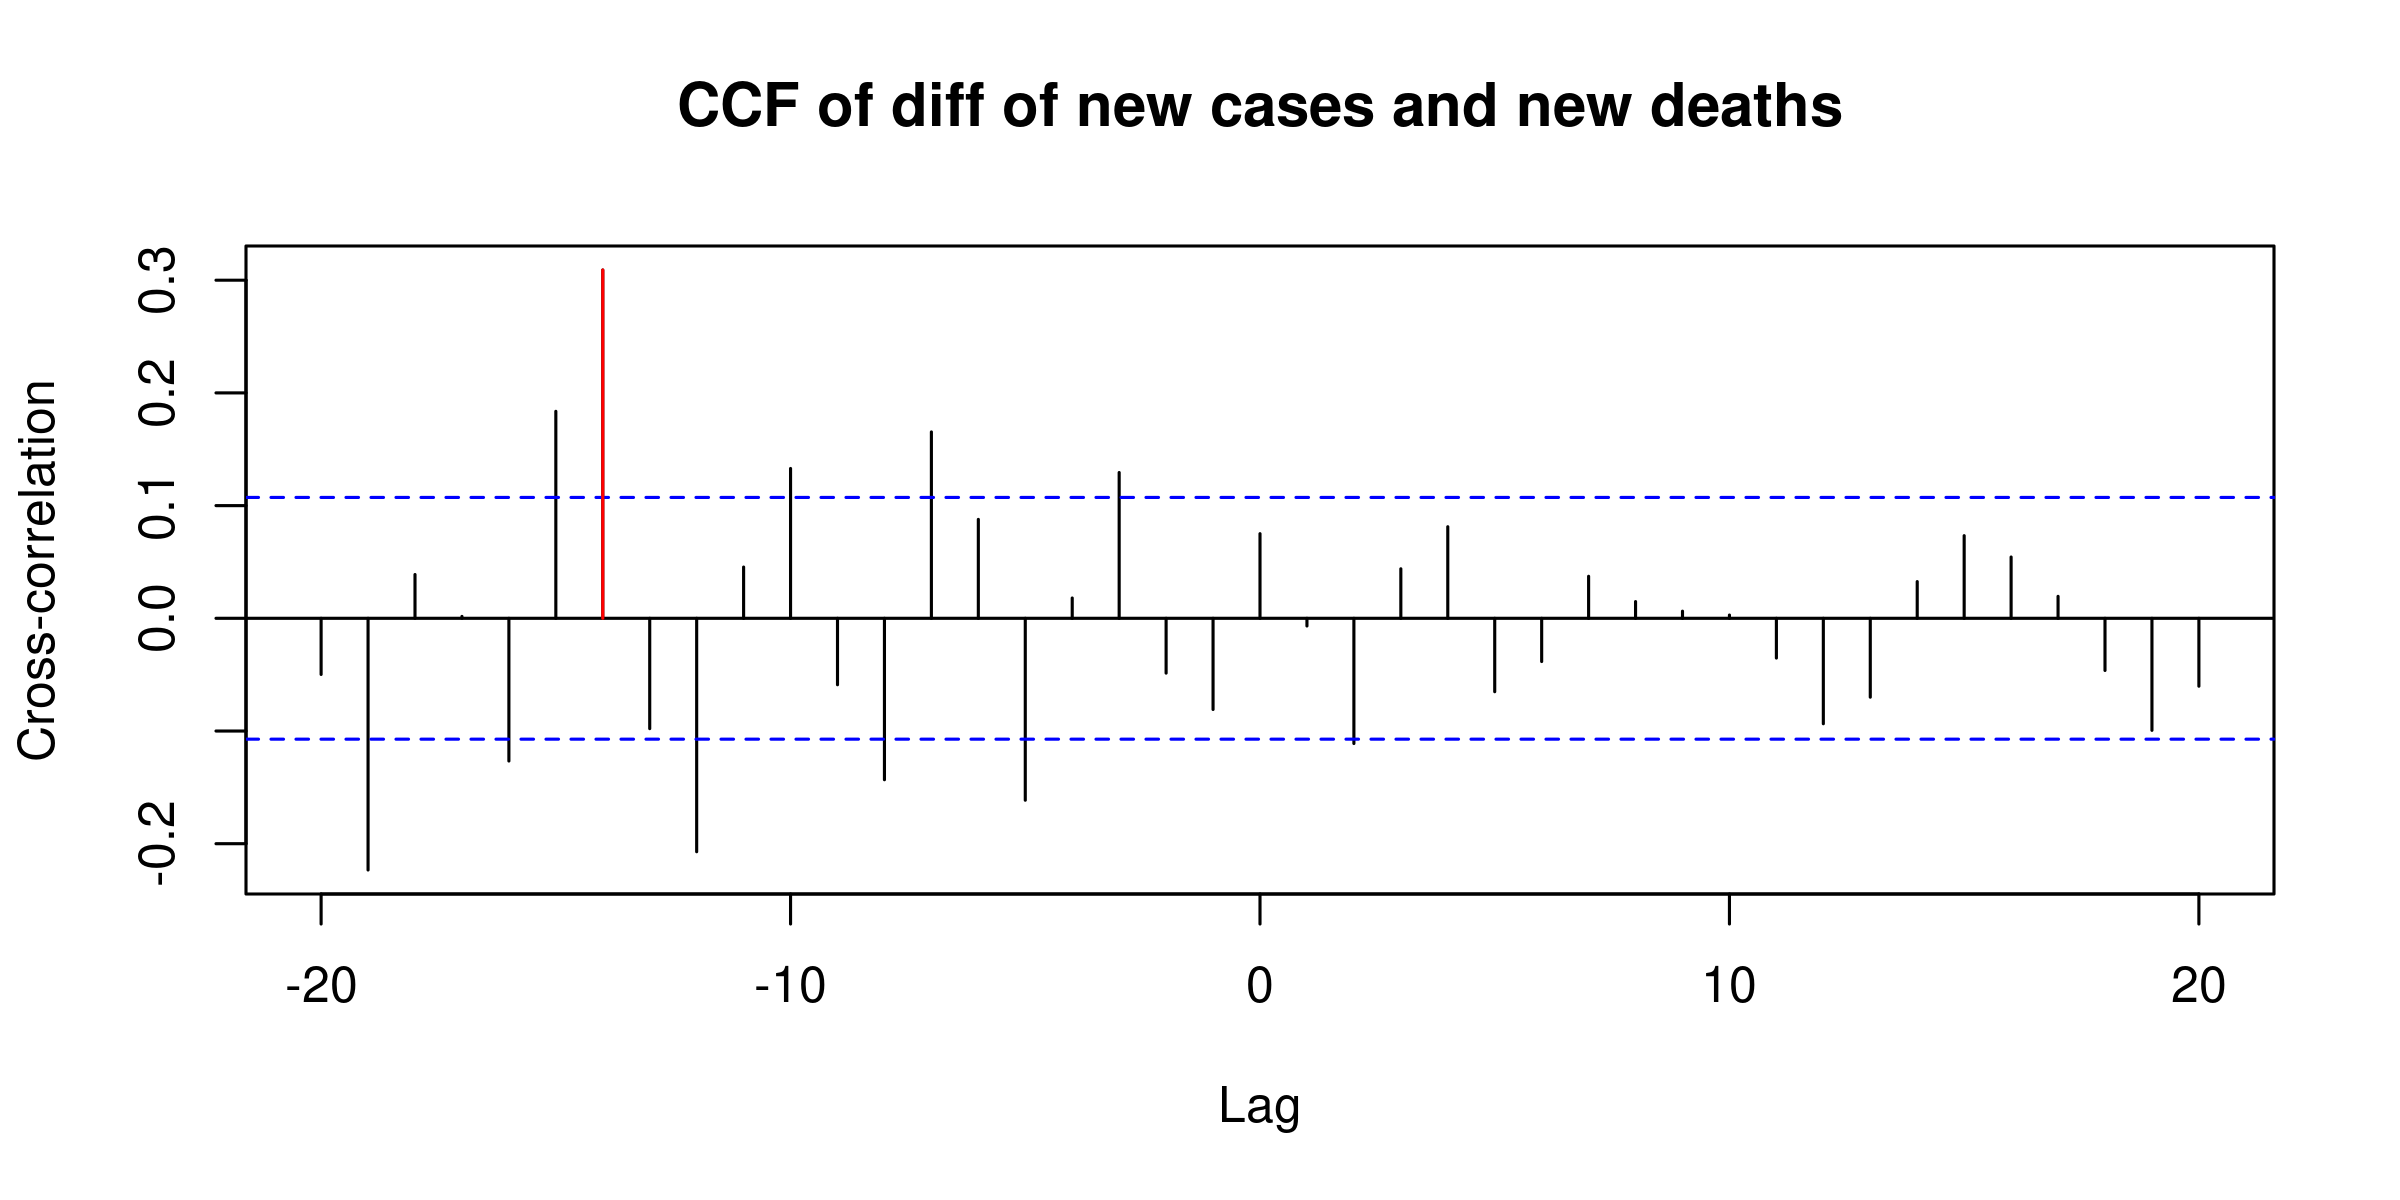 CCF of diff of new cases and new deaths
Cross-correlation
0.3
0.2
0.1
0.0
-0.2
-20 -10 0 10 20
Lag